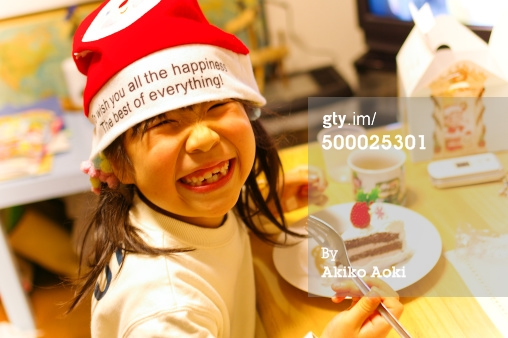 wish you all the happiness
The best of everything!
gty.im/
500025301
By
Akiko Aoki